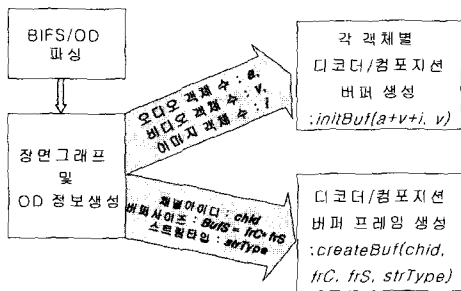 BIFS/OD
파싱
장면그래프
및
OD 정보생성
오디오 객체 수 : a,
비디오 객체 수 : v,
이미지 객체 수 : i
채널아이디 : chid
버퍼사이즈 : BufS = frC* frS
스트림타입 : strType
각 객체별
디코더/컴포지션
버퍼 생성
:initBuf(a+v+i, v)
디코더/컴포지션
버퍼 프레임 생성
:createBuf(chid,
frC, frS, strType)